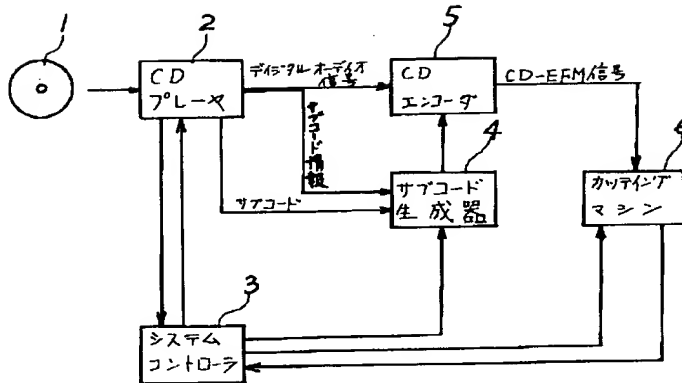 1
2
CD
プレーヤ
ディジタルオーディオ
信号
5
CD
エンコーダ
CD-EFM信号
サブコード情報
サブコード
4
サブコード
生成器
6
カッティング
マシン
3
システム
コントローラ